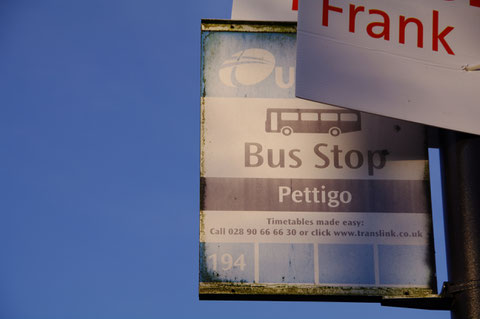 Frank
Bus Stop
Pettigo
Timetables made easy:
Call 028 90 66 66 30 or click www.translink.co.uk
194